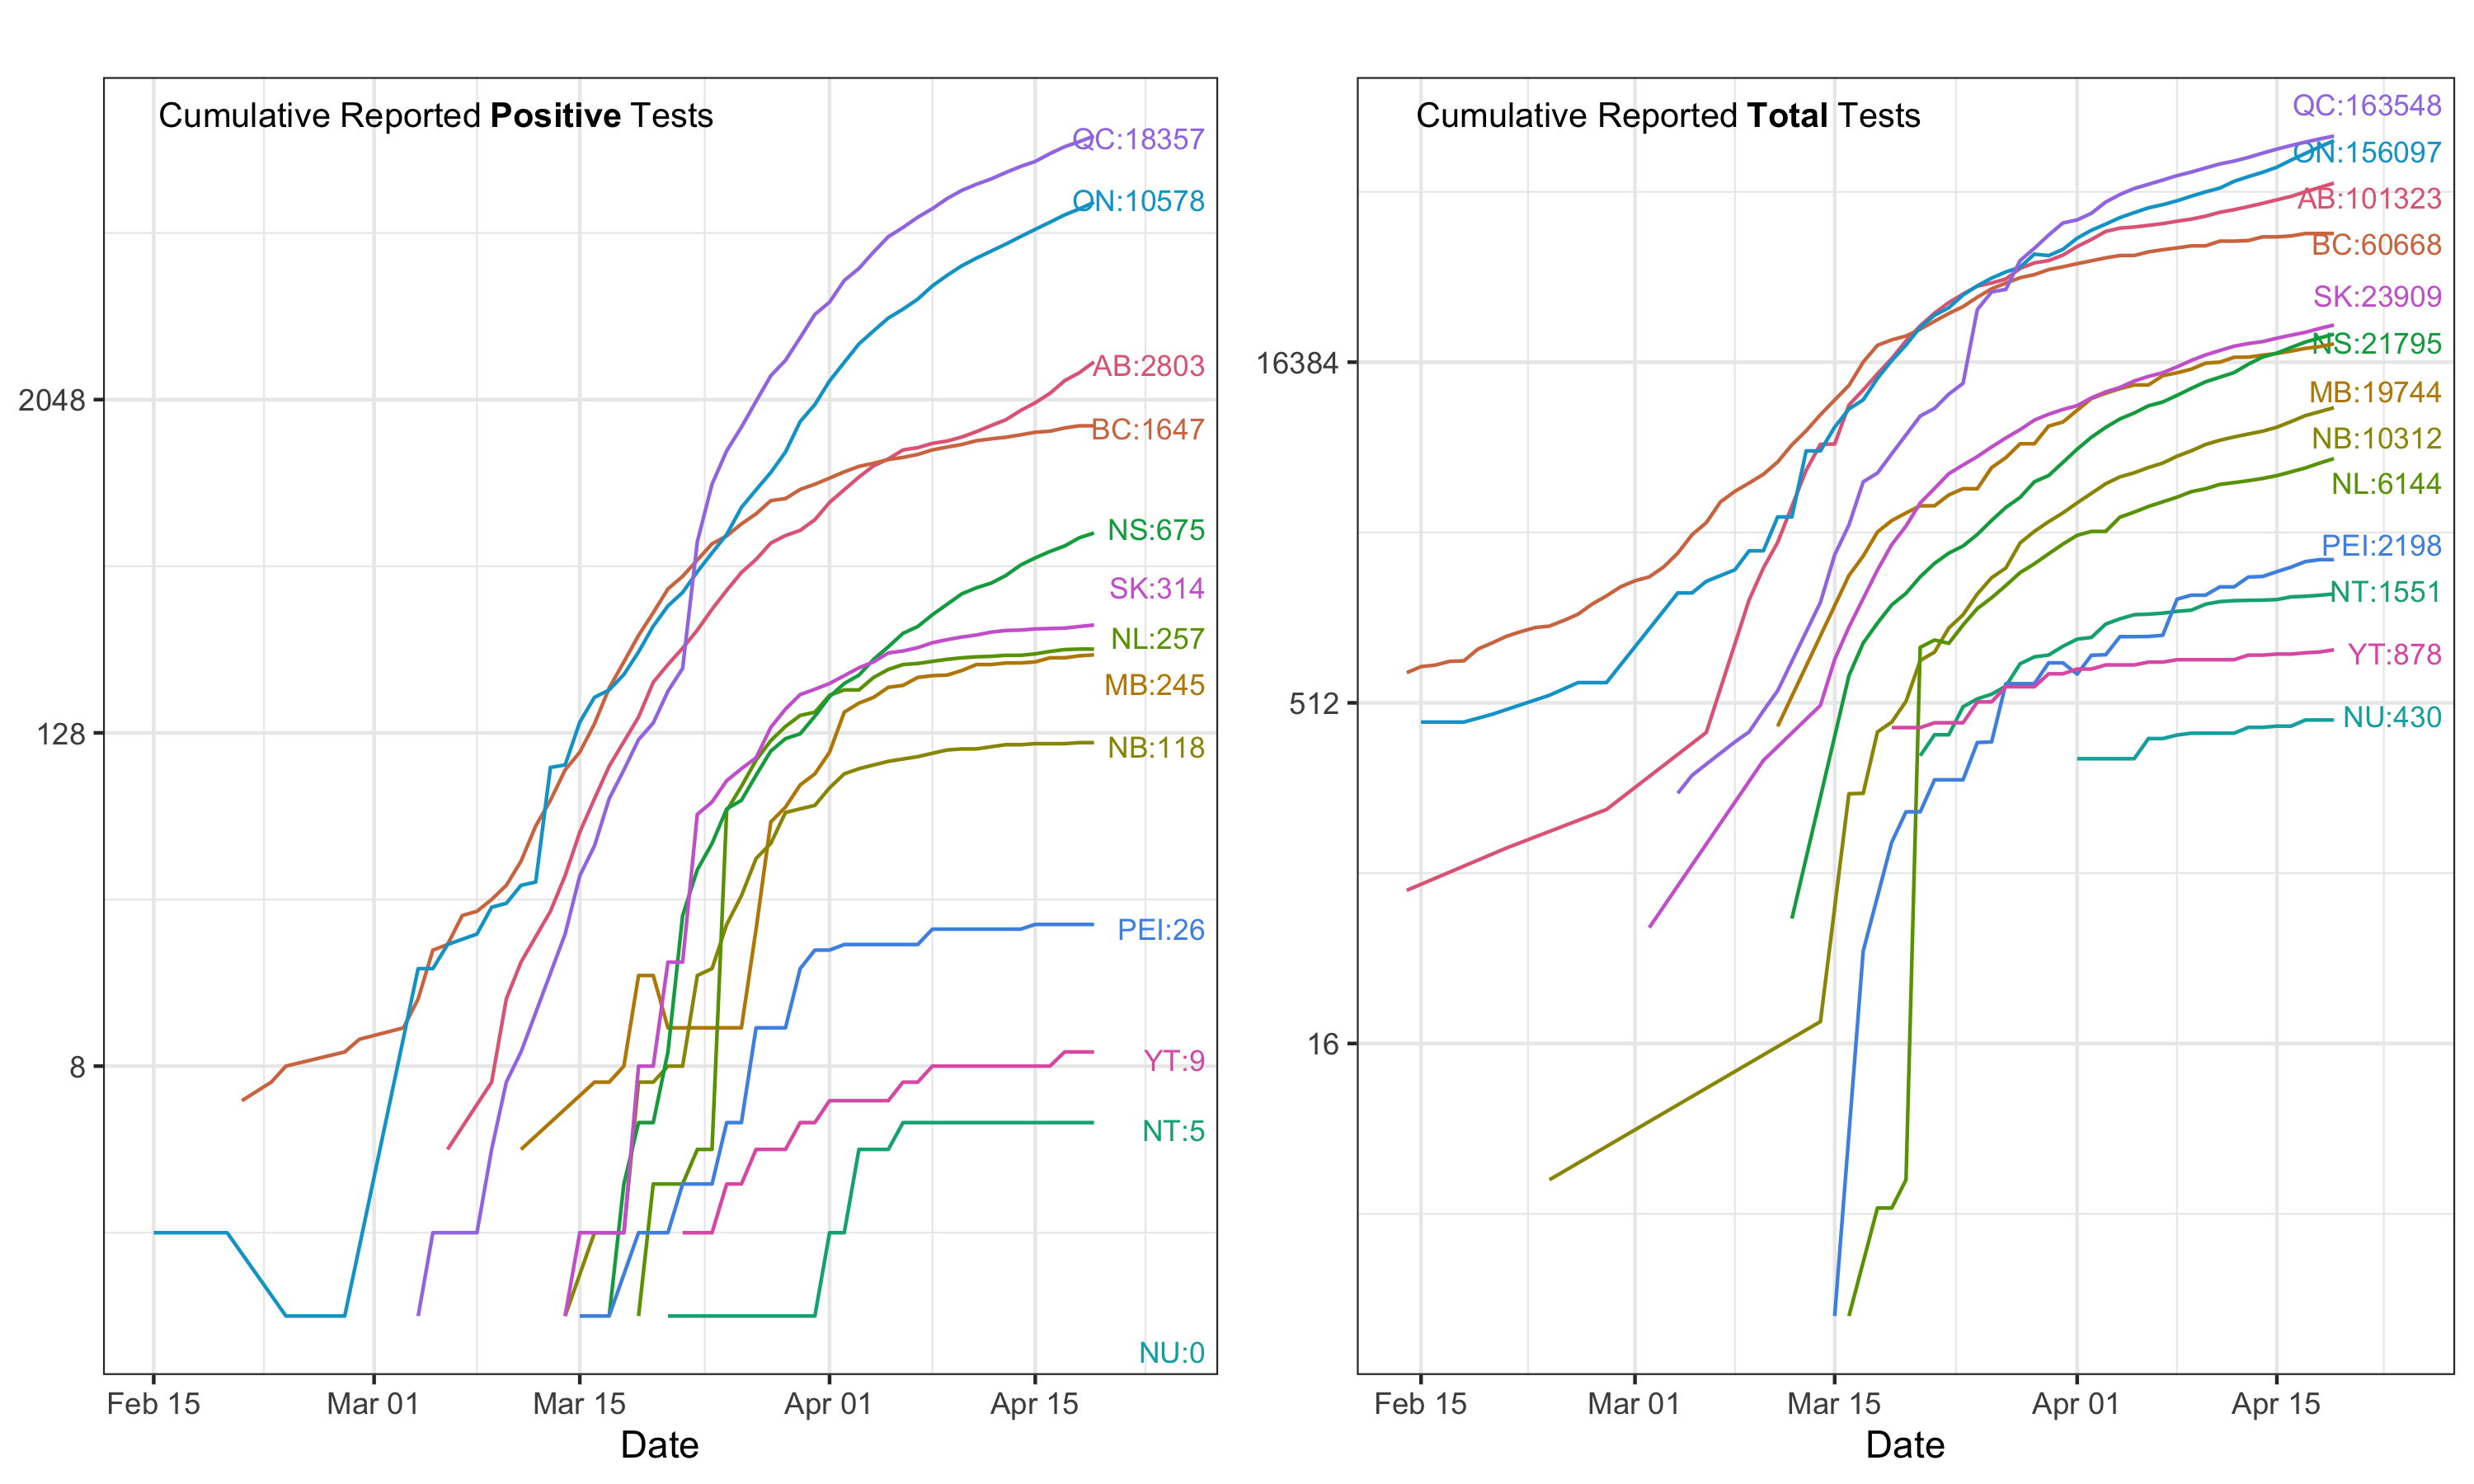 Cumulative Reported Positive Tests
QC:18357
ON:10578
AB:2803
2048
BC:1647
NS:675
SK:314
NL:257
MB:245
128
NB:118
PEI:26
YT:9
8
NT:5
NU:0
Feb 15
Mar 01
Mar 15
Apr 01
Apr 15
Date
Cumulative Reported Total Tests
QC:163548
ON:156097
AB:101323
BC:60668
SK:23909
NS:21795
16384
MB:19744
NB:10312
NL:6144
PEI:2198
NT:1551
YT:878
512
NU:430
16
Feb 15
Mar 01
Mar 15
Apr 01
Apr 15
Date